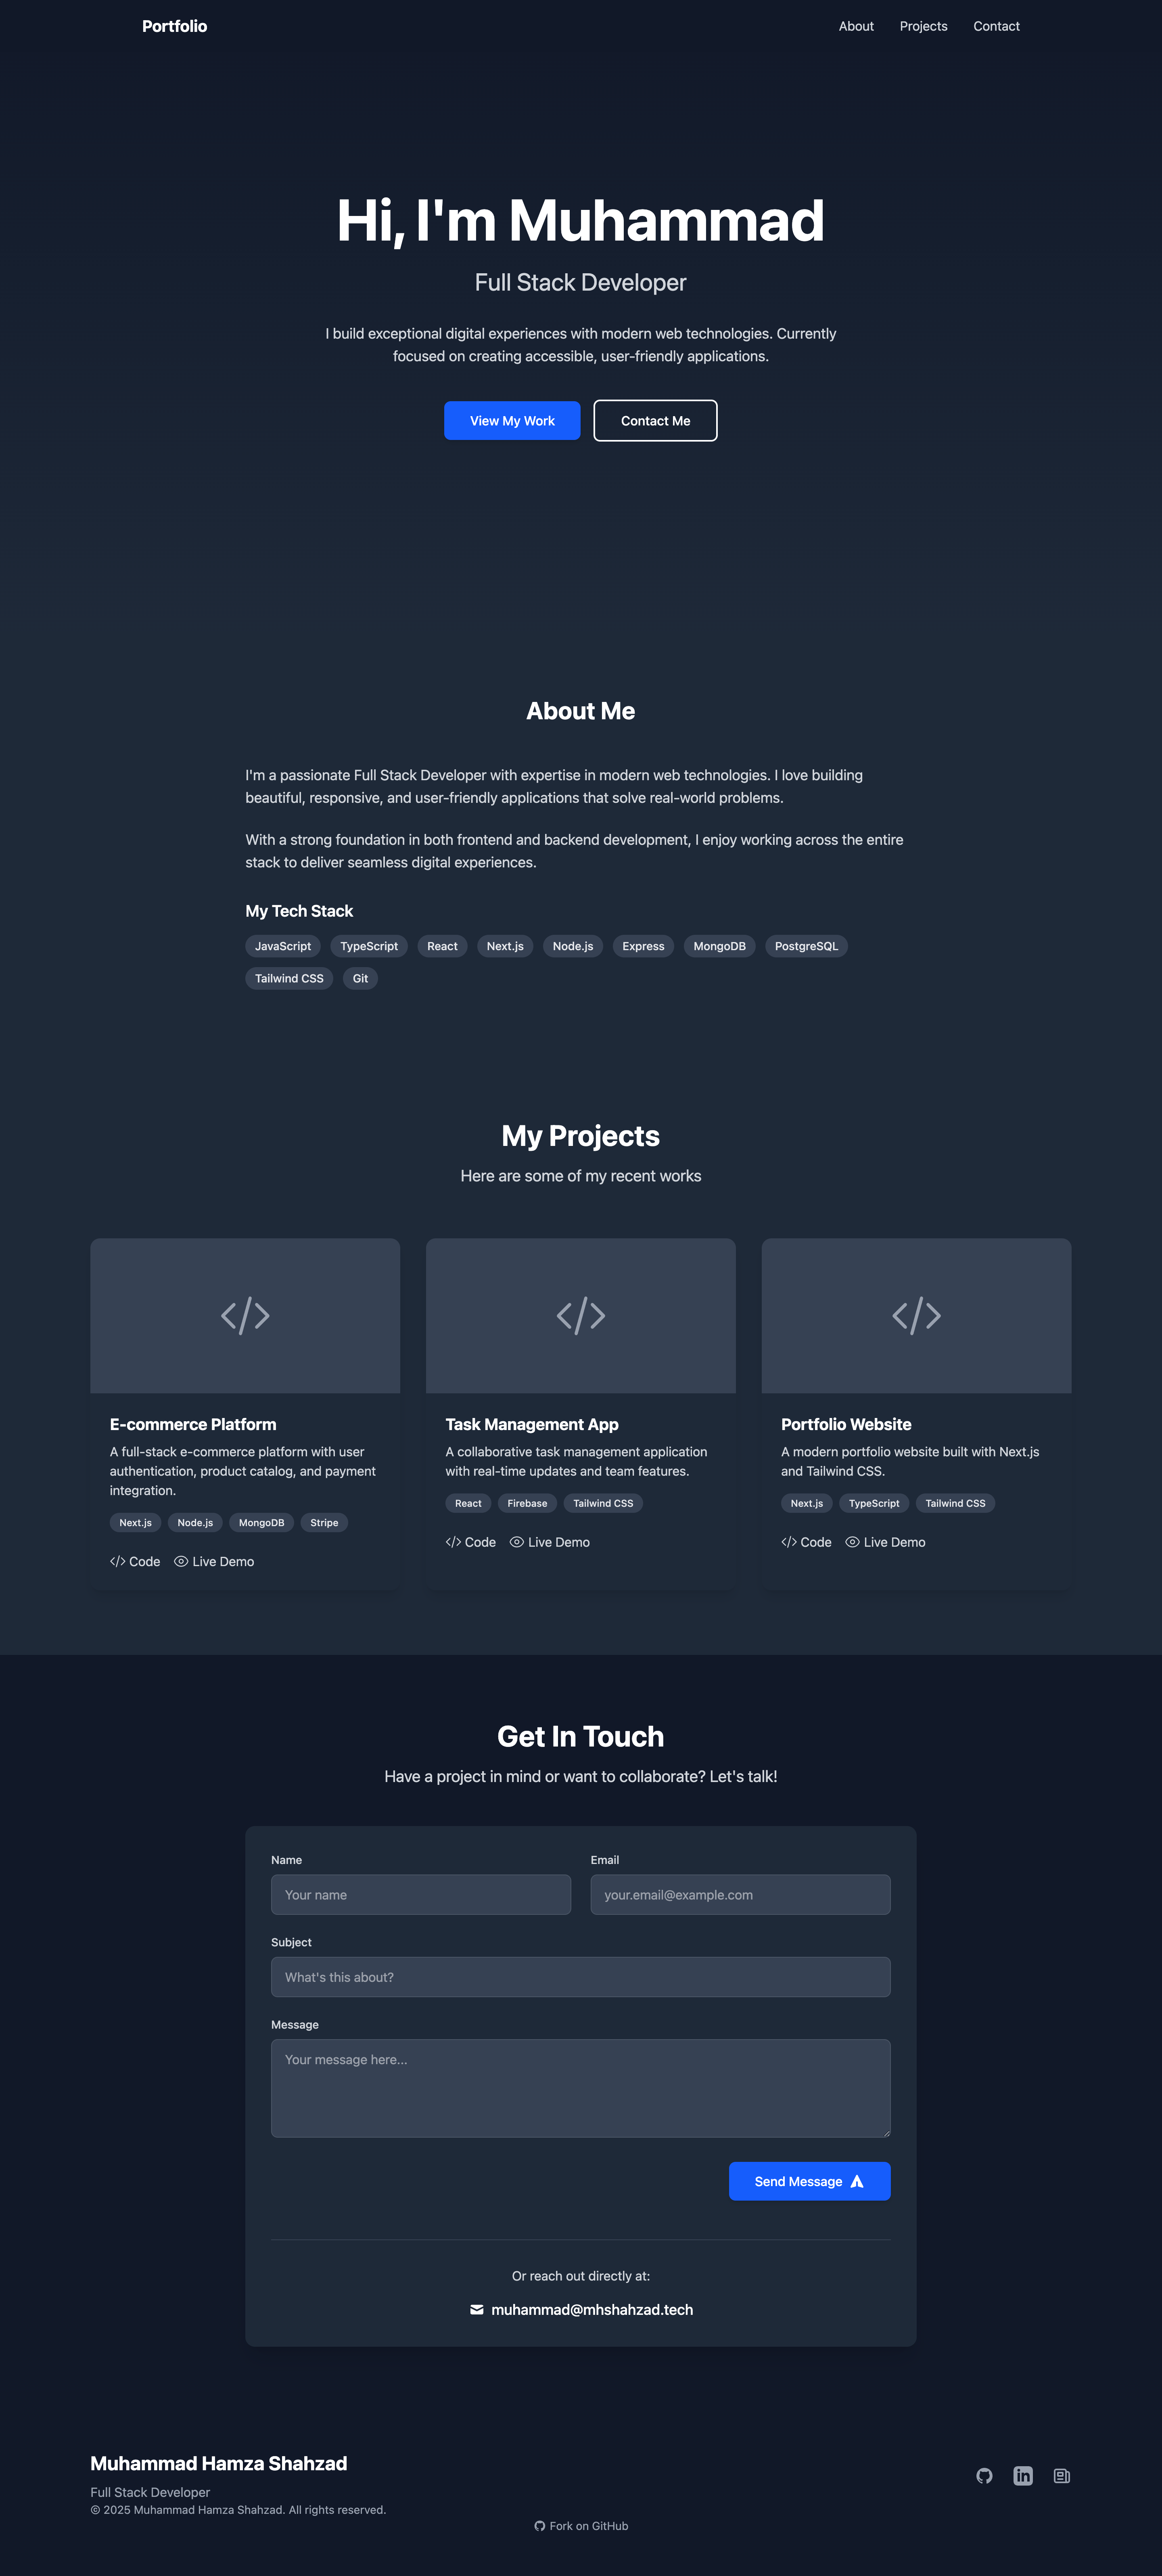 Portfolio
About Projects Contact
Hi, I'm Muhammad
Full Stack Developer
I build exceptional digital experiences with modern web technologies. Currently
focused on creating accessible, user-friendly applications.
View My Work Contact Me
About Me
I'm a passionate Full Stack Developer with expertise in modern web technologies. I love building
beautiful, responsive, and user-friendly applications that solve real-world problems.
With a strong foundation in both frontend and backend development, I enjoy working across the entire
stack to deliver seamless digital experiences.
My Tech Stack
JavaScript TypeScript React Next.js Node.js Express MongoDB PostgreSQL
Tailwind CSS Git
My Projects
Here are some of my recent works
E-commerce Platform
A full-stack e-commerce platform with user
authentication, product catalog, and payment
integration.
Next.js Node.js MongoDB Stripe
Code Live Demo
Task Management App
A collaborative task management application
with real-time updates and team features.
React Firebase Tailwind CSS
Code Live Demo
Portfolio Website
A modern portfolio website built with Next.js
and Tailwind CSS.
Next.js TypeScript Tailwind CSS
Code Live Demo
Get In Touch
Have a project in mind or want to collaborate? Let's talk!
Name
Your name
Email
your.email@example.com
Subject
What's this about?
Message
Your message here...
Send Message
Or reach out directly at:
muhammad@mhshahzad.tech
Muhammad Hamza Shahzad
Full Stack Developer
© 2025 Muhammad Hamza Shahzad. All rights reserved.
Fork on GitHub